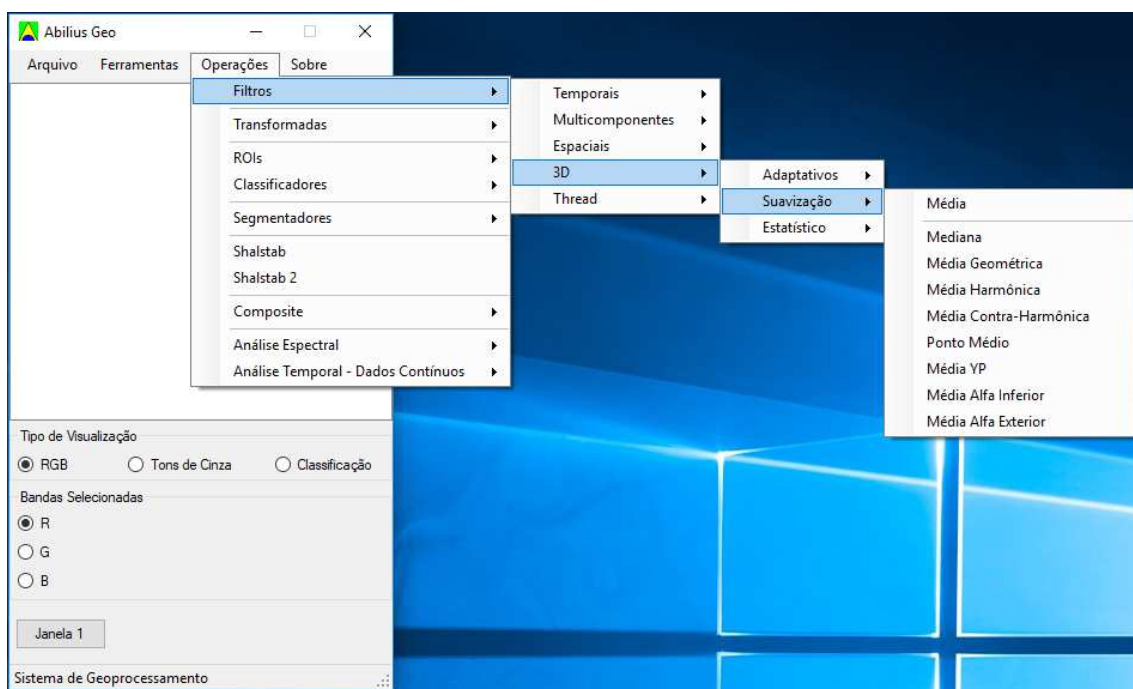 Abilius Geo
Arquivo Ferramentas Operações Sobre
Filtros
Transformadas
ROIs
Classificadores
Segmentadores
Shalstab
Shalstab 2
Composite
Análise Espectral
Análise Temporal - Dados Contínuos
Temporais
Multicomponentes
Espaciais
3D
Thread
Adaptativos
Suavização
Estatístico
Média
Mediana
Média Geométrica
Média Harmônica
Média Contra-Harmônica
Ponto Médio
Média YP
Média Alfa Inferior
Média Alfa Exterior
Tipo de Visualização
RGB Tons de Cinza Classificação
Bandas Selecionadas
R
G
B
Janela 1
Sistema de Geoprocessamento